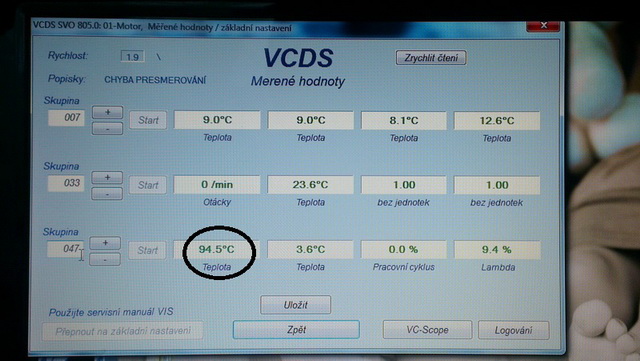 VCDS SVO 805.0: 01-Motor, Měřené hodnoty / základní nastavení
Rychlost: 1.9 \ VCDS Zrychlit čtení
Popisky: CHYBA PRESMEROVÁNÍ Merené hodnoty
Skupina
007 + - Start 9.0°C 9.0°C 8.1°C 12.6°C
Teplota Teplota Teplota Teplota
Skupina
033 + - Start 0 /min 23.6°C 1.00 1.00
Otácky Teplota bez jednotek bez jednotek
Skupina
047 + - Start 94.5°C 3.6°C 0.0 % 9.4 %
Teplota Teplota Pracovní cyklus Lambda
Použijte servisní manuál VIS Uložit
Přepnout na základní nastavení Zpět VC-Scope Logování